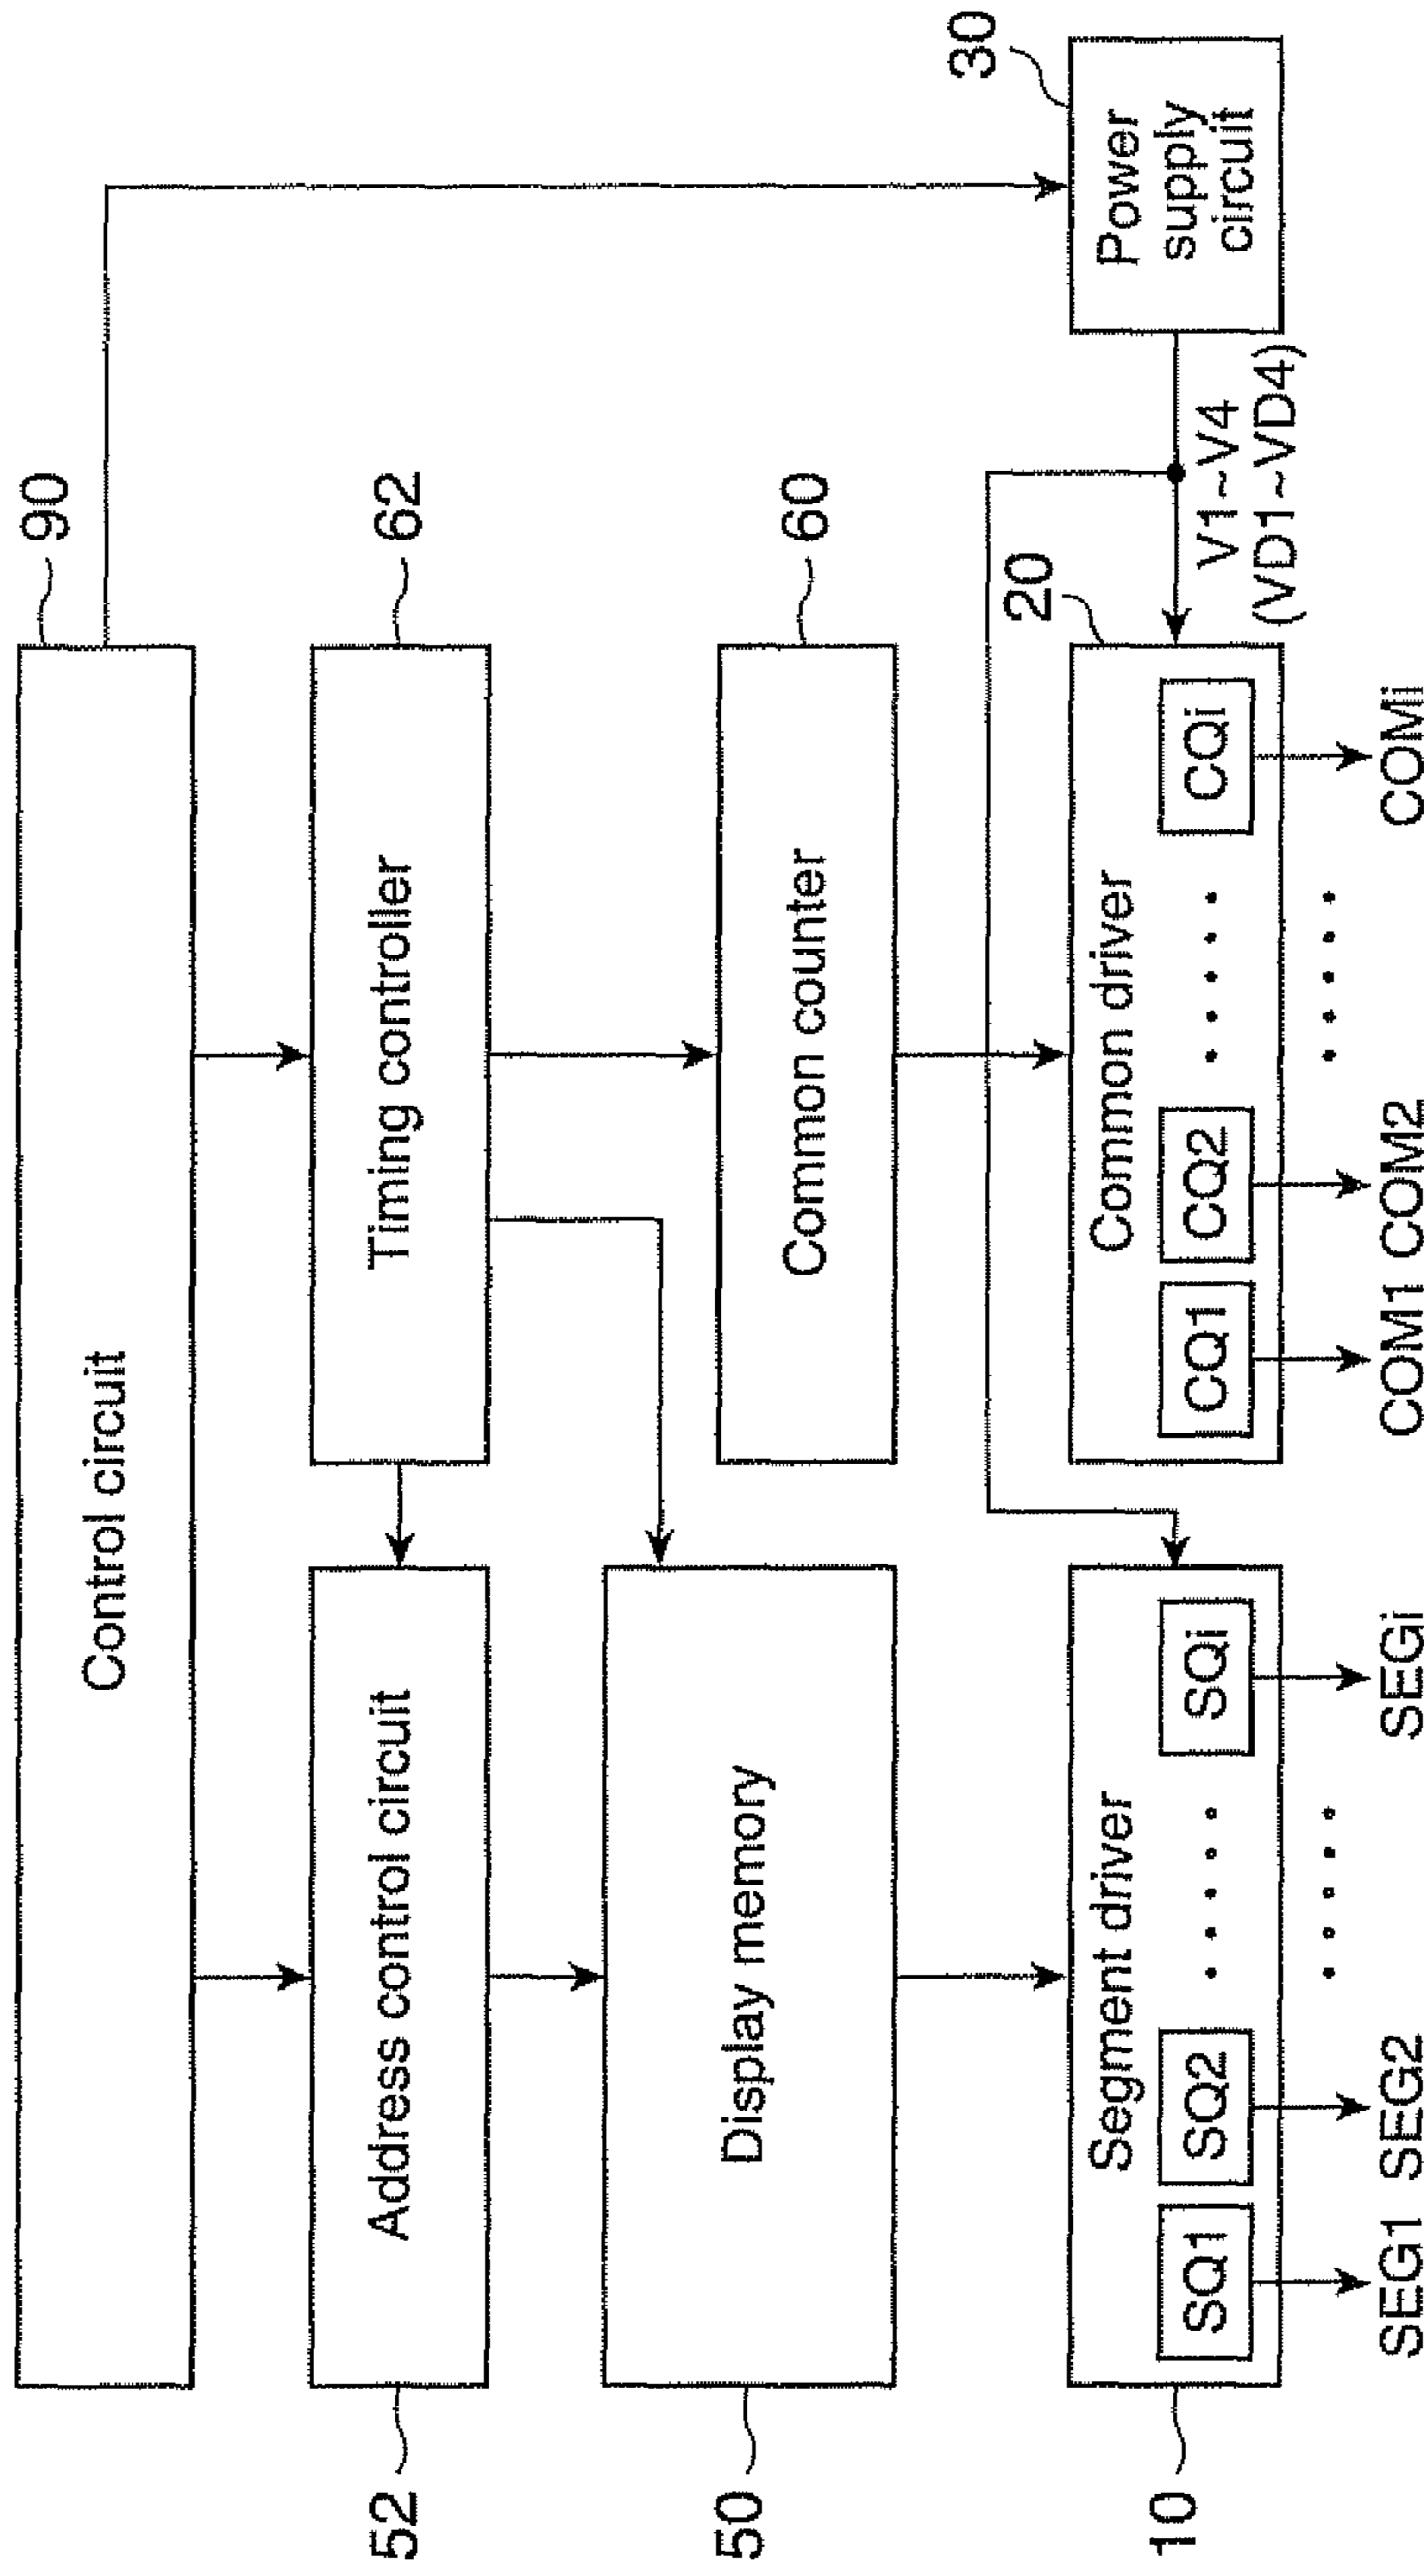 90
Control circuit
52
Address control circuit
Timing controller
62
50
Display memory
Common counter
60
10
Segment driver
SQ1
SQ2
SQi
SEG1
SEG2
SEGi
20
Common driver
CQ1
CQ2
CQi
COM1
COM2
COMi
V1~V4
(VD1~VD4)
30
Power
supply
circuit